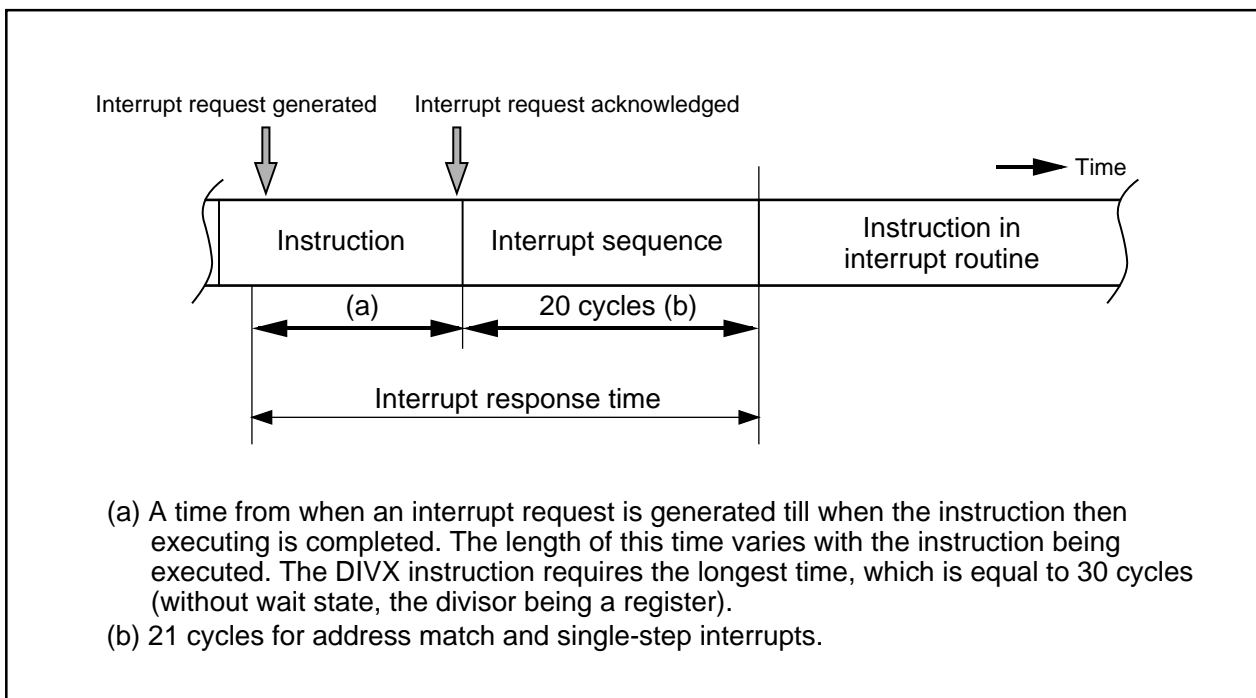 Interrupt request generated
Interrupt request acknowledged
Time
Instruction
Interrupt sequence
Instruction in
interrupt routine
(a)
20 cycles (b)
Interrupt response time
(a) A time from when an interrupt request is generated till when the instruction then
executing is completed. The length of this time varies with the instruction being
executed. The DIVX instruction requires the longest time, which is equal to 30 cycles
(without wait state, the divisor being a register).
(b) 21 cycles for address match and single-step interrupts.